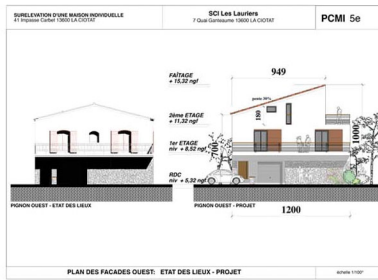 SURELEVATION D'UNE MAISON INDIVIDUELLE
41 Impasse Corbet 13600 LA CIOTAT
SCI Les Lauriers
7 Quai Ganteaume 13600 LA CIOTAT
PCMI 5e
949
FAÎTAGE
+ 15,32 ngf
pente 30%
180
2ème ETAGE
+ 11,32 ngf
1er ETAGE
niv + 8,52 ngf
700
1000
RDC
niv + 5,32 ngf
PIGNON OUEST - ETAT DES LIEUX
PIGNON OUEST - PROJET
1200
PLAN DES FACADES OUEST: ETAT DES LIEUX - PROJET
échelle 1/100°